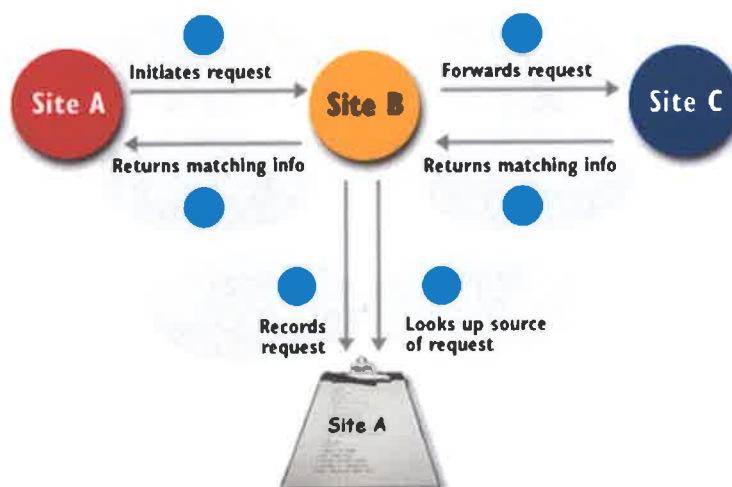 Initiates request
Forwards request
Site A
Site B
Site C
Returns matching info
Returns matching info
Records
request
Looks up source
of request
Site A